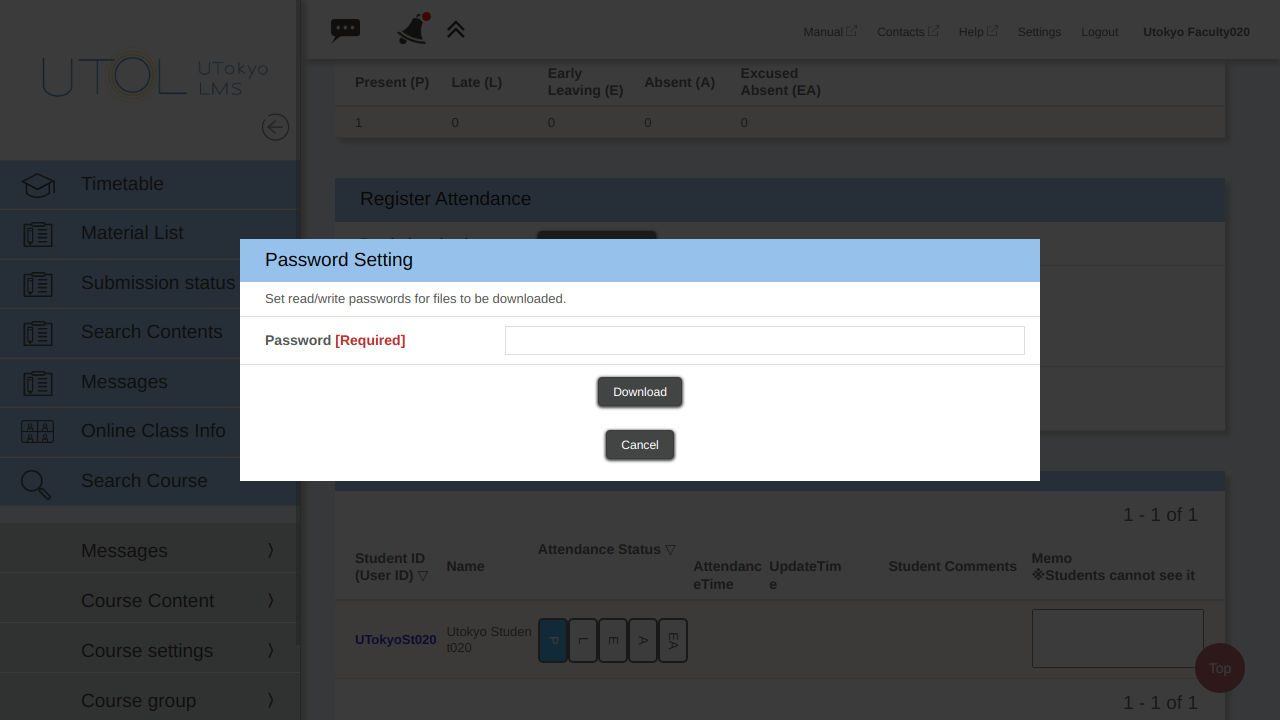 UTOL UTokyo LMS
Manual Contacts Help Settings Logout Utokyo Faculty020
Timetable
Material List
Submission status
Search Contents
Messages
Online Class Info
Search Course
Messages 〉
Course Content 〉
Course settings 〉
Course group 〉
Present (P) Late (L) Early Leaving (E) Absent (A) Excused Absent (EA)
1 0 0 0 0
Register Attendance
Password Setting
Set read/write passwords for files to be downloaded.
Password [Required]
Download
Cancel
1 - 1 of 1
Student ID (User ID) ▽ Name Attendance Status ▽ AttendanceTime UpdateTime Student Comments Memo ※Students cannot see it
UTokyoSt020 Utokyo Student020 P L E A EA
Top
1 - 1 of 1